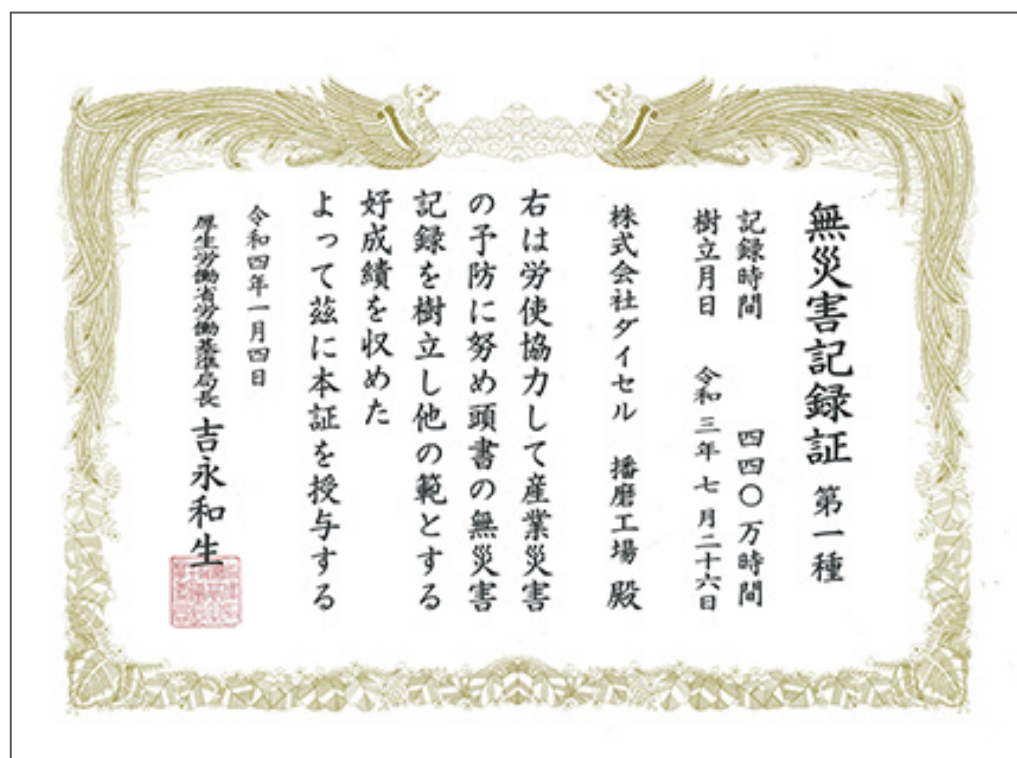 無災害記録証 第一種
記録時間 四四〇万時間
樹立月日 令和三年七月二十六日
株式会社ダイセル 播磨工場 殿
右は労使協力して産業災害
の予防に努め頭書の無災害
記録を樹立し他の範とする
好成績を収めた
よって茲に本証を授与する
令和四年一月四日
厚生労働省労働基準局長 吉永和生